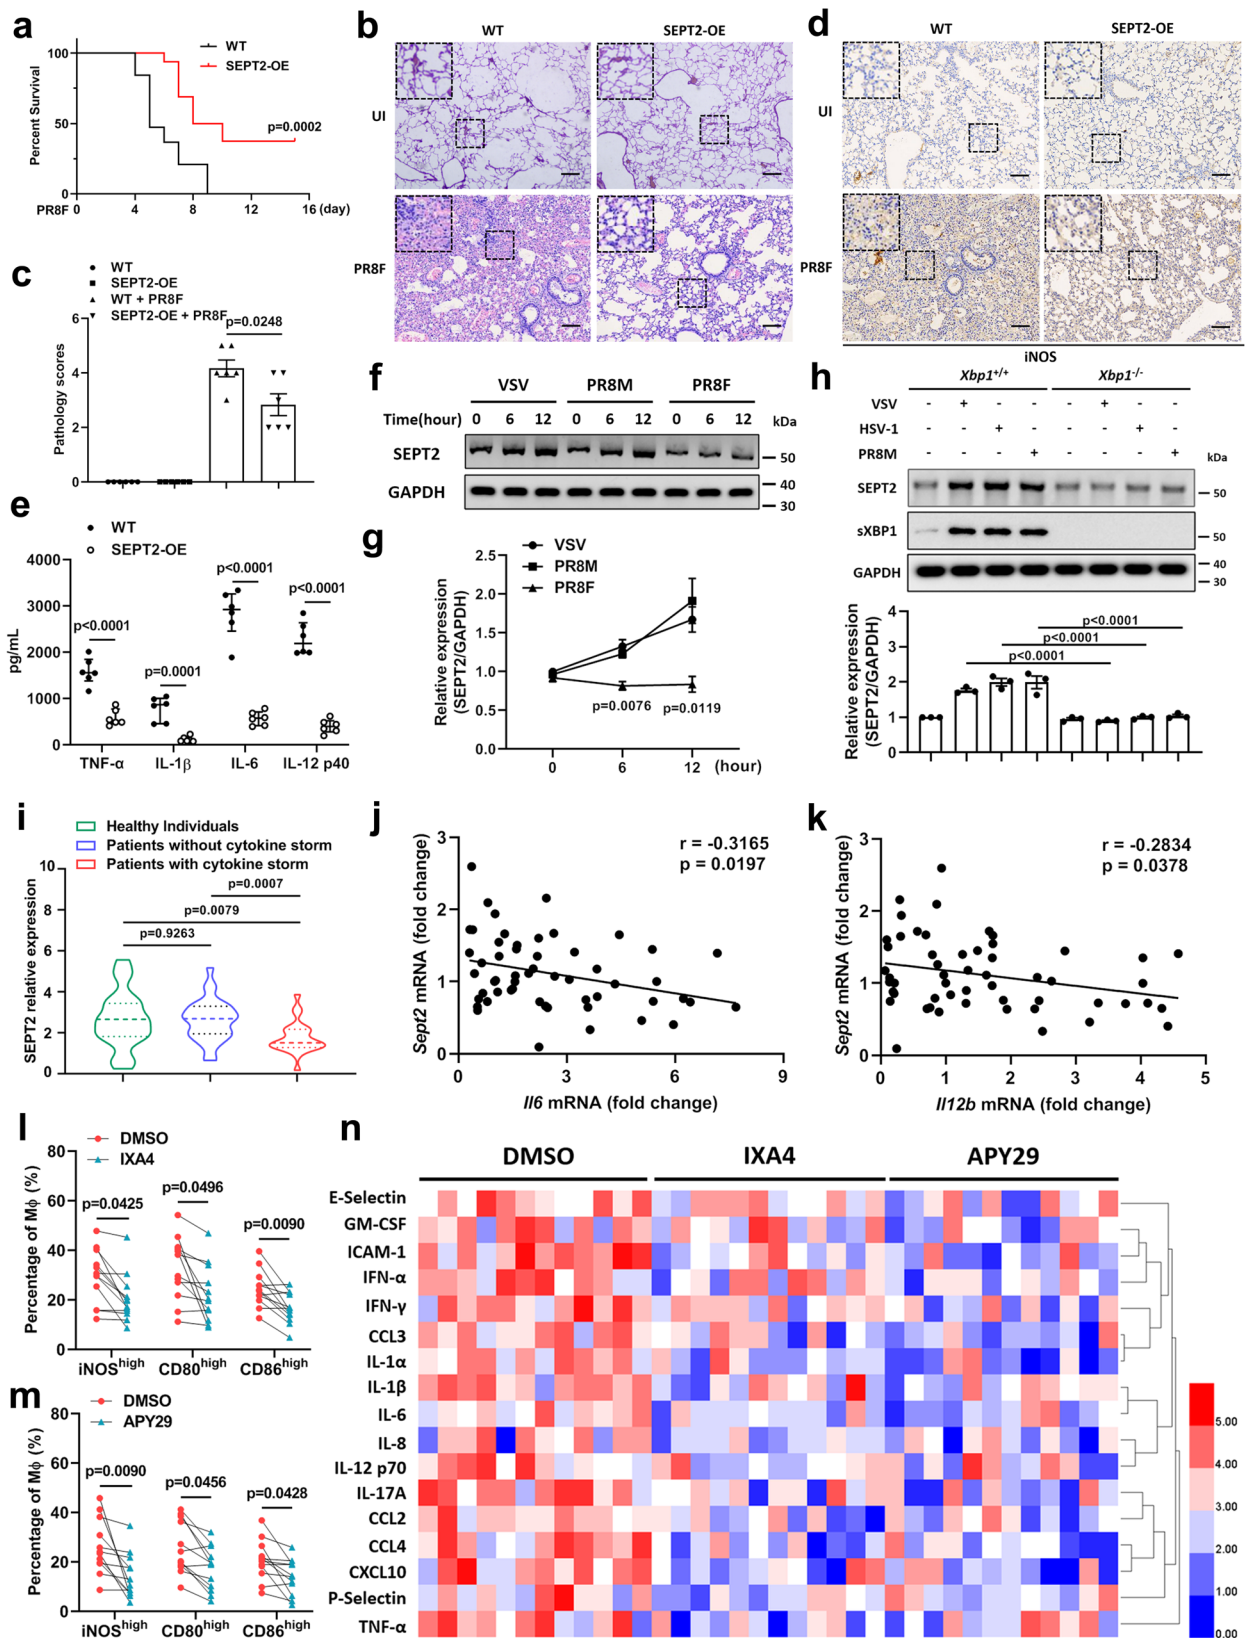 a
WT
SEPT2-OE
Percent Survival
100
50
0
p=0.0002
PR8F
0 4 8 12 16 (day)
b
WT SEPT2-OE
UI
PR8F
d
WT SEPT2-OE
UI
PR8F
iNOS
c
WT
SEPT2-OE
WT + PR8F
SEPT2-OE + PR8F
Pathology scores
6
4
2
0
p=0.0248
e
WT
SEPT2-OE
pg/mL
4000
3000
2000
1000
0
p<0.0001
p=0.0001
p<0.0001
p<0.0001
TNF-α IL-1β IL-6 IL-12 p40
f
VSV PR8M PR8F
Time(hour) 0 6 12 0 6 12 0 6 12 kDa
SEPT2
50
GAPDH
40
30
g
VSV
PR8M
PR8F
Relative expression
(SEPT2/GAPDH)
2.5
2.0
1.5
1.0
0.5
0.0
p=0.0076 p=0.0119
0 6 12 (hour)
h
Xbp1+/+ Xbp1-/-
VSV - + - - - + - -
HSV-1 - - + - - - + -
PR8M - - - + - - - +
kDa
SEPT2
50
sXBP1
50
GAPDH
40
30
Relative expression
(SEPT2/GAPDH)
4
3
2
1
0
p<0.0001
p<0.0001
p<0.0001
i
Healthy Individuals
Patients without cytokine storm
Patients with cytokine storm
SEPT2 relative expression
10
8
6
4
2
0
p=0.0007
p=0.0079
p=0.9263
j
Sept2 mRNA (fold change)
3
2
1
0
r = -0.3165
p = 0.0197
0 3 6 9
Il6 mRNA (fold change)
k
Sept2 mRNA (fold change)
3
2
1
0
r = -0.2834
p = 0.0378
0 1 2 3 4 5
Il12b mRNA (fold change)
l
DMSO
IXA4
Percentage of Mϕ (%)
80
60
40
20
0
p=0.0425
p=0.0496
p=0.0090
iNOShigh CD80high CD86high
m
DMSO
APY29
Percentage of Mϕ (%)
80
60
40
20
0
p=0.0090
p=0.0456
p=0.0428
iNOShigh CD80high CD86high
n
DMSO IXA4 APY29
E-Selectin
GM-CSF
ICAM-1
IFN-α
IFN-γ
CCL3
IL-1α
IL-1β
IL-6
IL-8
IL-12 p70
IL-17A
CCL2
CCL4
CXCL10
P-Selectin
TNF-α
5.00
4.00
3.00
2.00
1.00
0.00